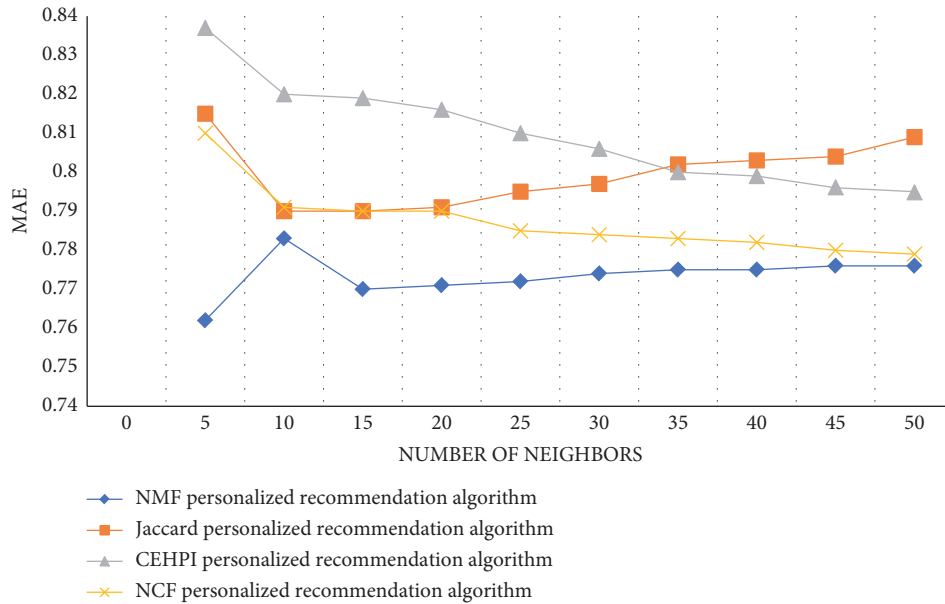 0.84
0.83
0.82
0.81
0.8
0.79
0.78
0.77
0.76
0.75
0.74
MAE
0 5 10 15 20 25 30 35 40 45 50
NUMBER OF NEIGHBORS
NMF personalized recommendation algorithm
Jaccard personalized recommendation algorithm
CEHPI personalized recommendation algorithm
NCF personalized recommendation algorithm